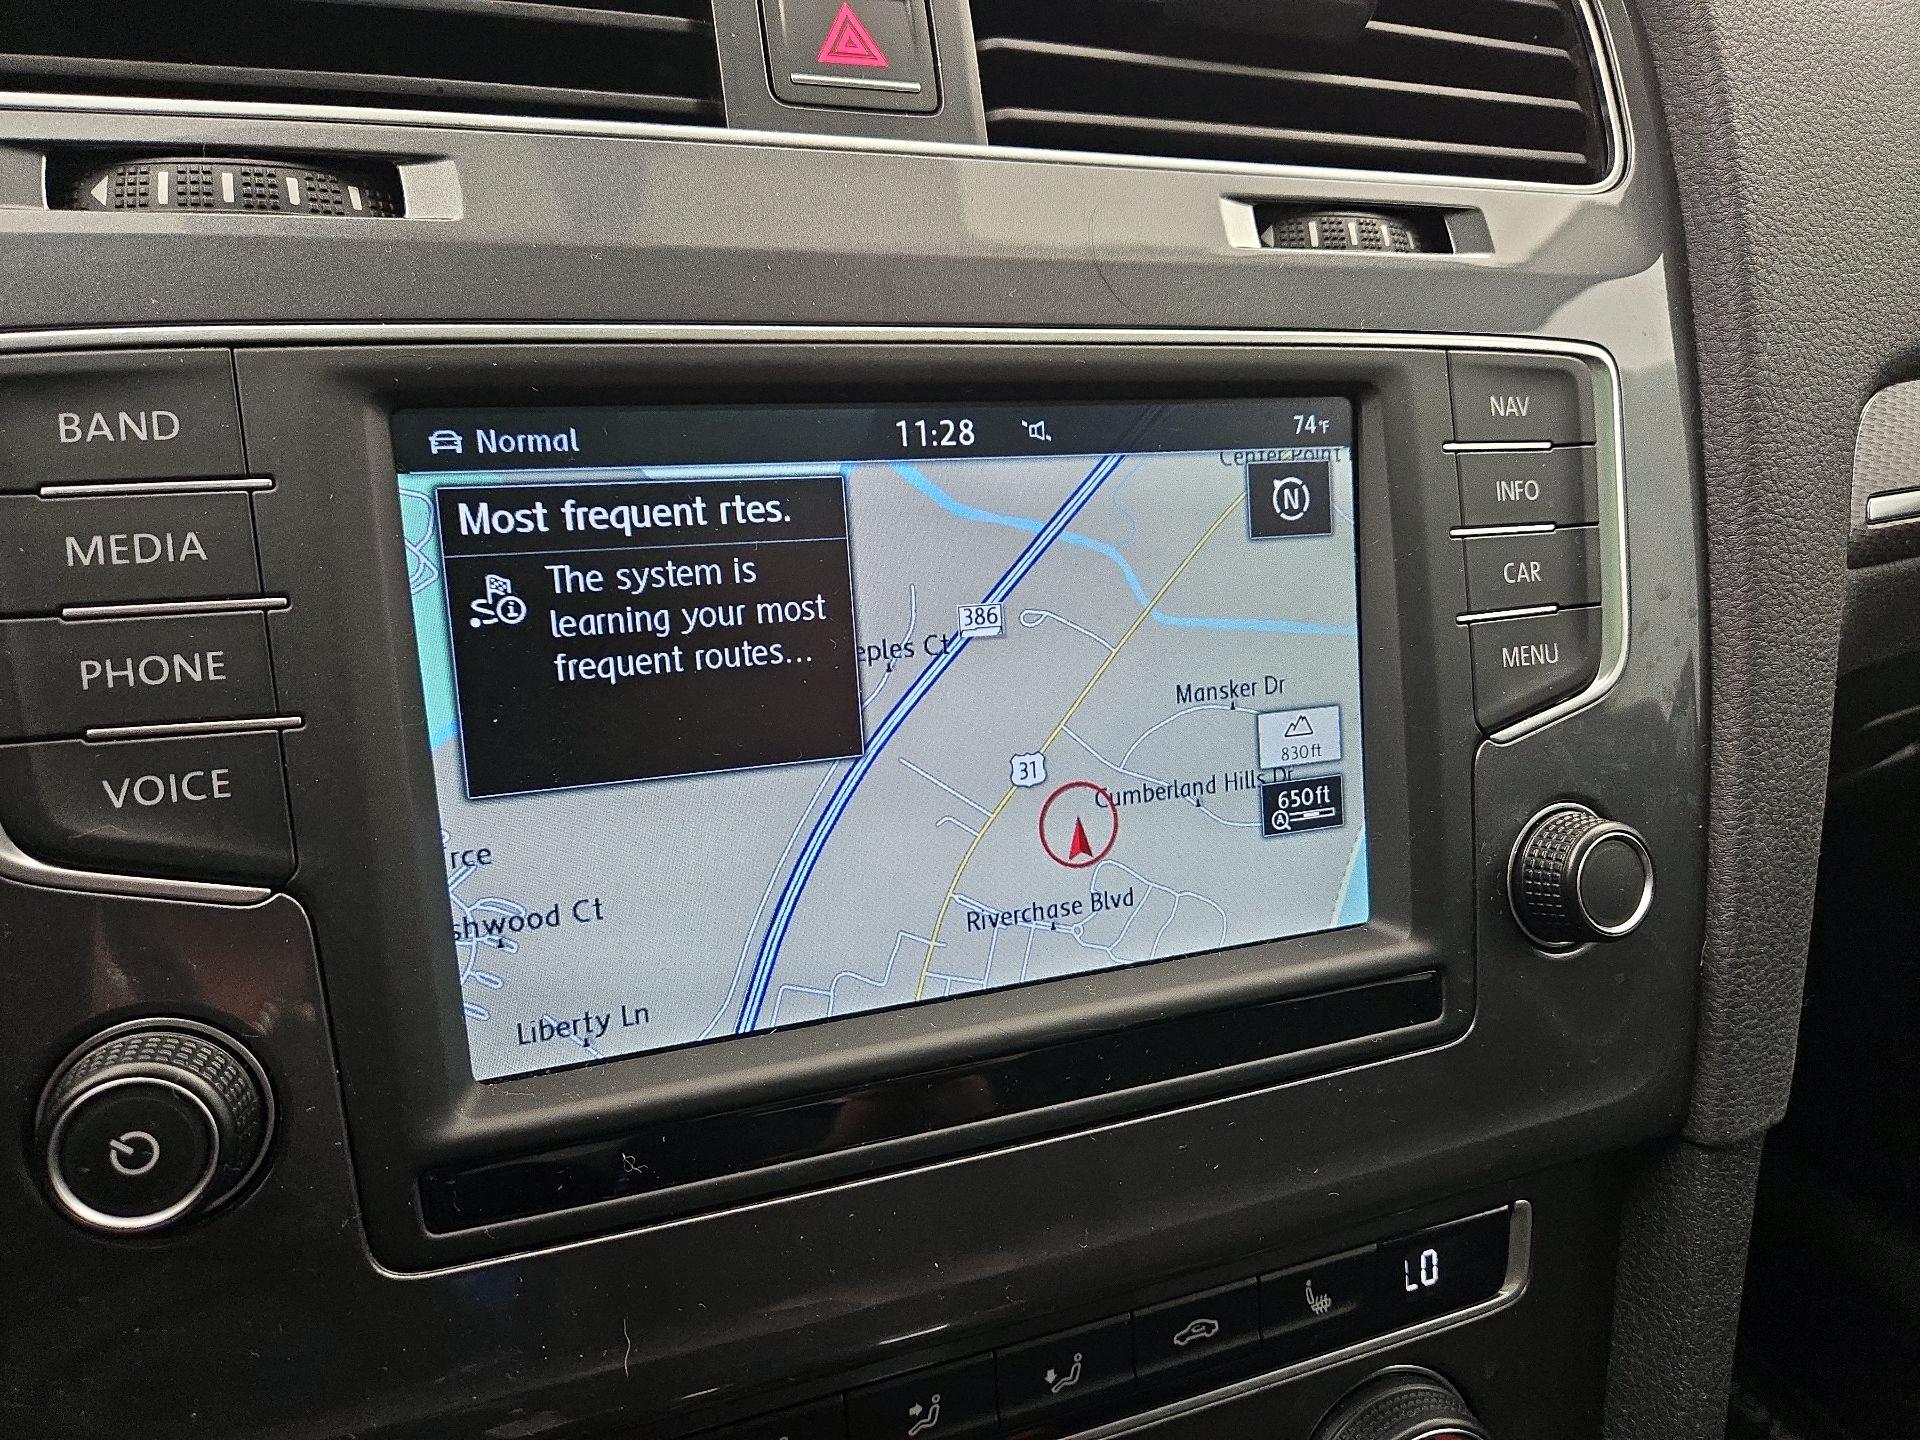 BAND
MEDIA
PHONE
VOICE
Normal
11:28
74°F
Most frequent rtes.
The system is
learning your most
frequent routes...
N
386
eples Ct
Mansker Dr
830ft
31
Cumberland Hills Dr
650ft
A
rce
Riverchase Blvd
shwood Ct
Liberty Ln
Center Point
NAV
INFO
CAR
MENU
LO